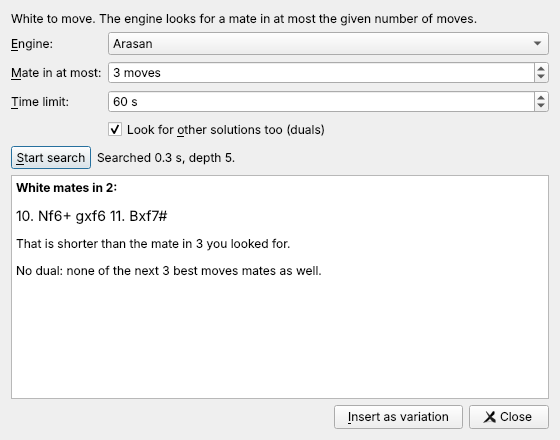 White to move. The engine looks for a mate in at most the given number of moves.
Engine: Arasan
Mate in at most: 3 moves
Time limit: 60 s
Look for other solutions too (duals)
Start search Searched 0.3 s, depth 5.
White mates in 2:
10. Nf6+ gxf6 11. Bxf7#
That is shorter than the mate in 3 you looked for.
No dual: none of the next 3 best moves mates as well.
Insert as variation Close